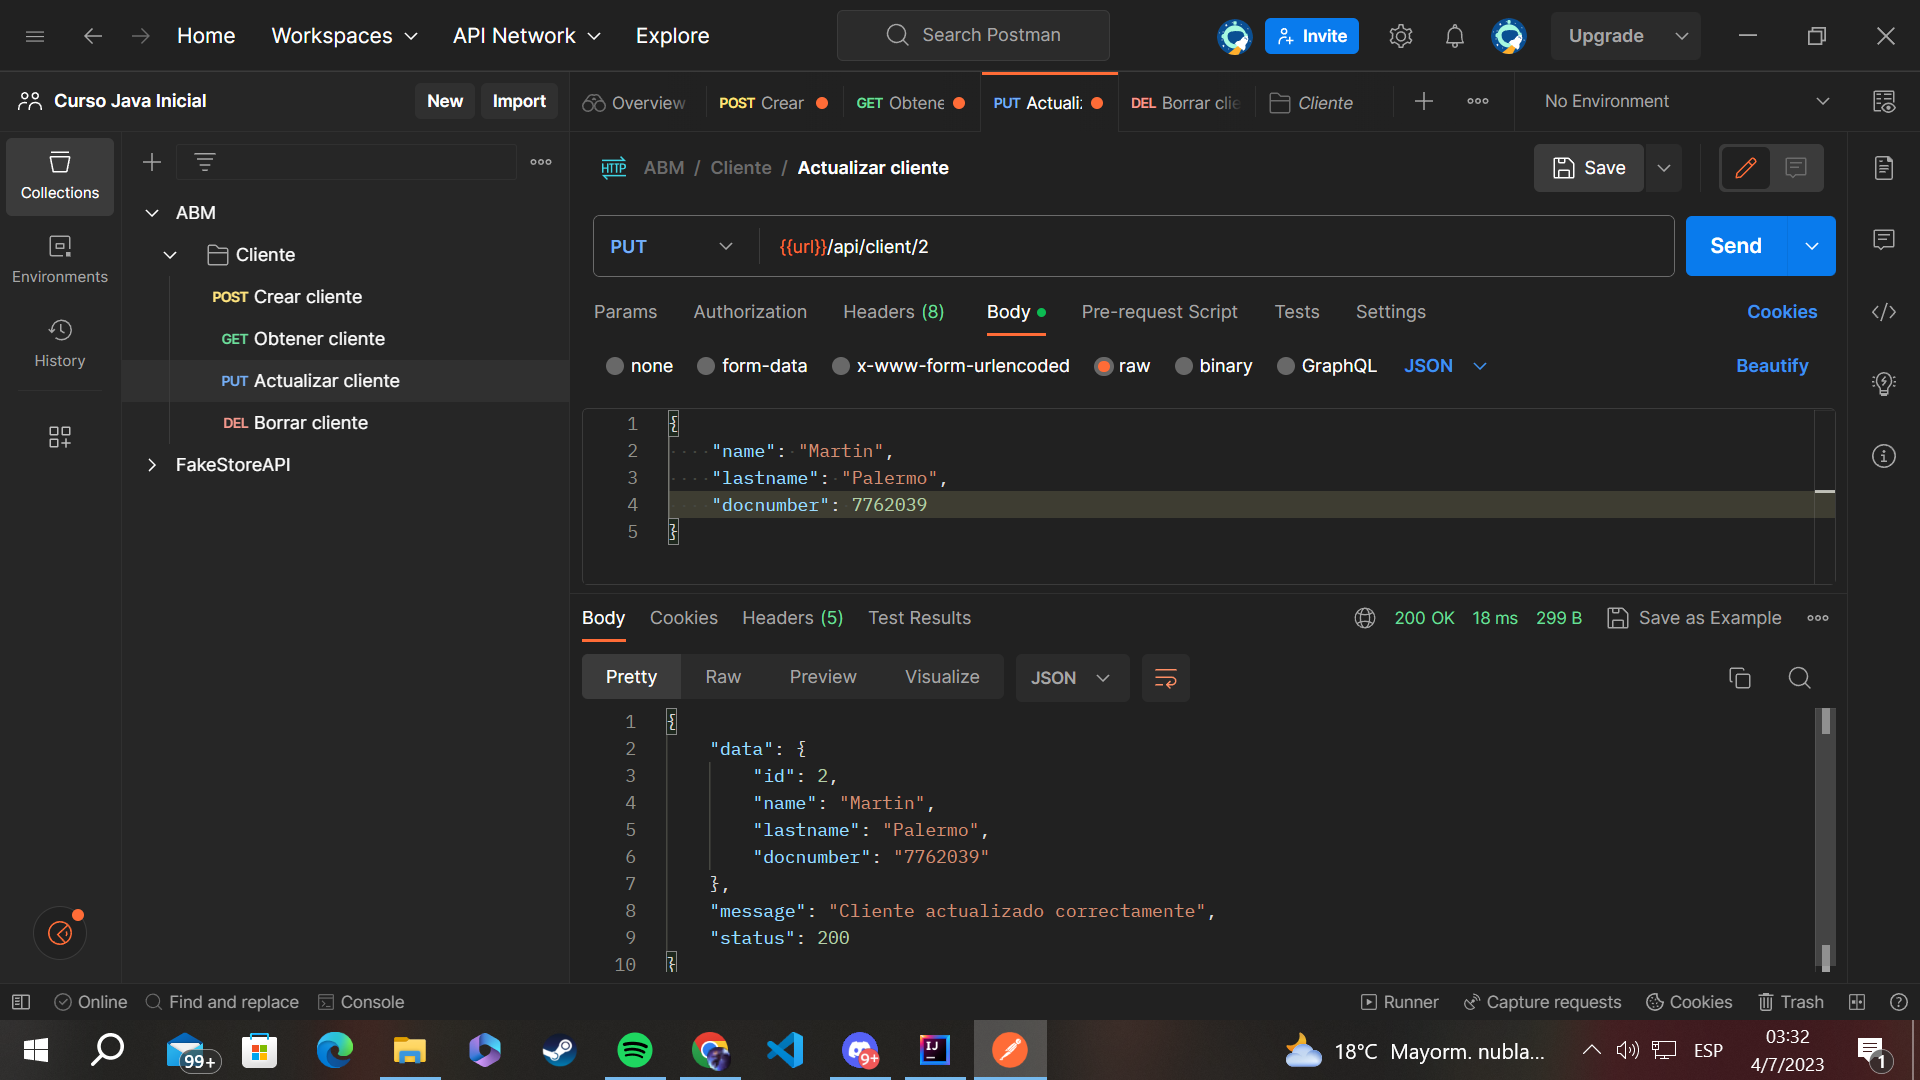 Home Workspaces API Network Explore Search Postman Invite Upgrade
Curso Java Inicial New Import
Overview POST Crear GET Obtene PUT Actuali DEL Borrar clie Cliente No Environment
Collections
Environments
History
ABM
Cliente
POST Crear cliente
GET Obtener cliente
PUT Actualizar cliente
DEL Borrar cliente
FakeStoreAPI
HTTP ABM / Cliente / Actualizar cliente Save
PUT {{url}}/api/client/2 Send
Params Authorization Headers (8) Body Pre-request Script Tests Settings Cookies
none form-data x-www-form-urlencoded raw binary GraphQL JSON Beautify
1 {
2 "name": "Martin",
3 "lastname": "Palermo",
4 "docnumber": 7762039
5 }
Body Cookies Headers (5) Test Results 200 OK 18 ms 299 B Save as Example
Pretty Raw Preview Visualize JSON
1 {
2 "data": {
3 "id": 2,
4 "name": "Martin",
5 "lastname": "Palermo",
6 "docnumber": "7762039"
7 },
8 "message": "Cliente actualizado correctamente",
9 "status": 200
10 }
Online Find and replace Console Runner Capture requests Cookies Trash
99+ 9+ IJ 18°C Mayorm. nubla... ESP 03:32
4/7/2023 1